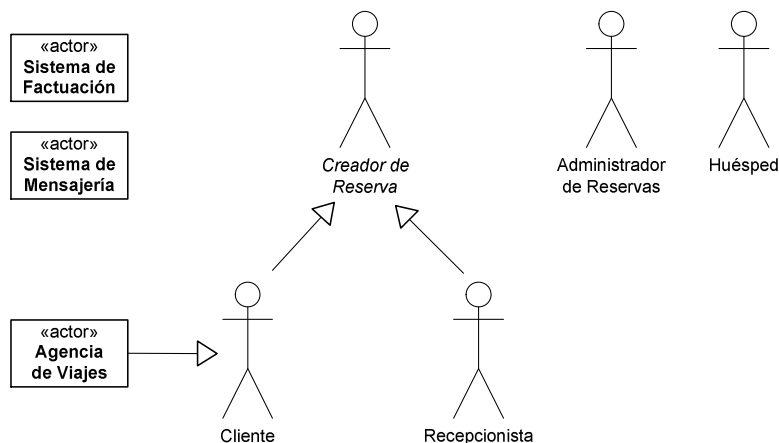 «actor»
Sistema de
Factuación
«actor»
Sistema de
Mensajería
Creador de
Reserva
Administrador
de Reservas
Huésped
«actor»
Agencia
de Viajes
Cliente
Recepcionista